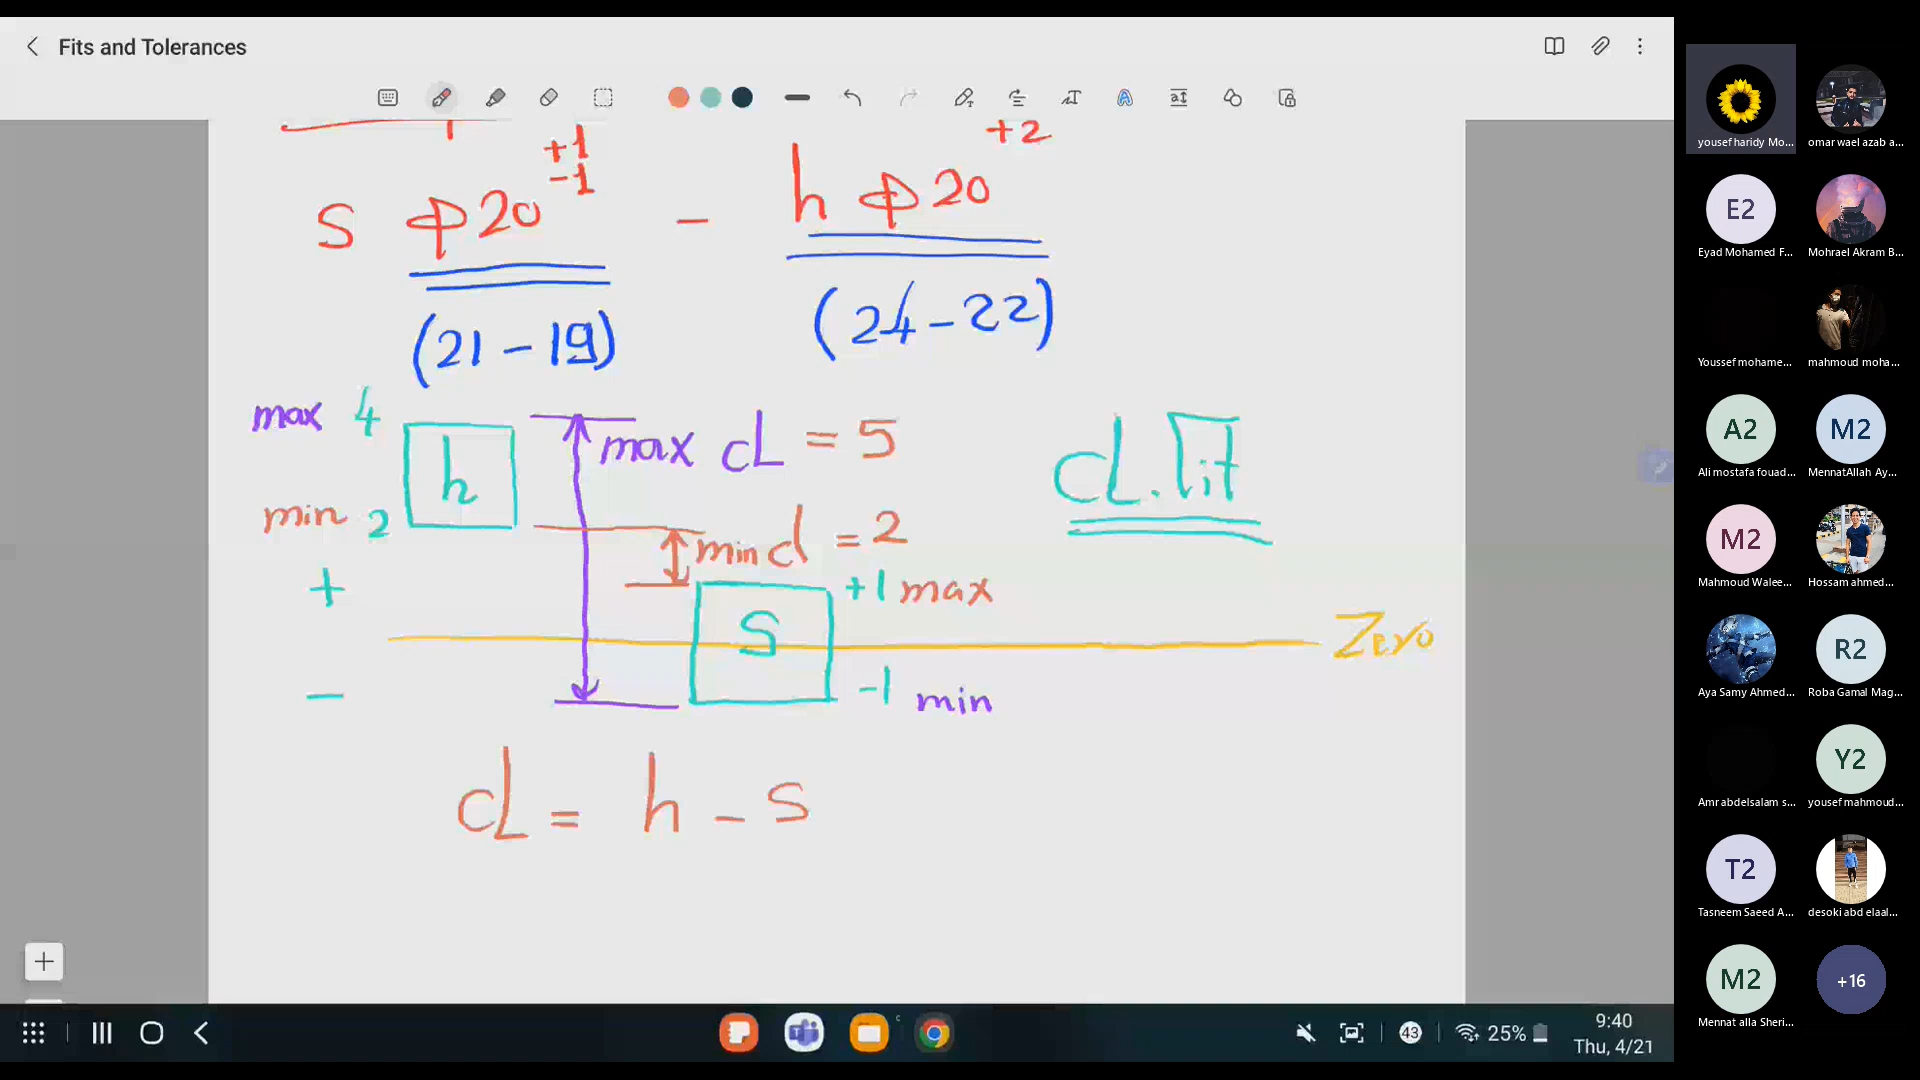 Fits and Tolerances
+1 +2
-1
S ф20 - h ф20
(21-19) (24-22)
max 4 h max cL = 5 cL.fit
min 2 min cl = 2
+ +1 max
S Zero
- -1 min
cL = h - s
yousef haridy Mo...
omar wael azab a...
E2
Eyad Mohamed F...
Mohrael Akram B...
Youssef mohame...
mahmoud moha...
A2
Ali mostafa fouad...
M2
MennatAllah Ay...
M2
Mahmoud Walee...
Hossam ahmed...
Aya Samy Ahmed...
R2
Roba Gamal Mag...
Amr abdelsalam s...
Y2
yousef mahmoud...
T2
Tasneem Saeed A...
desoki abd elaal...
M2
Mennat alla Sheri...
+16
43 25% 9:40
Thu, 4/21